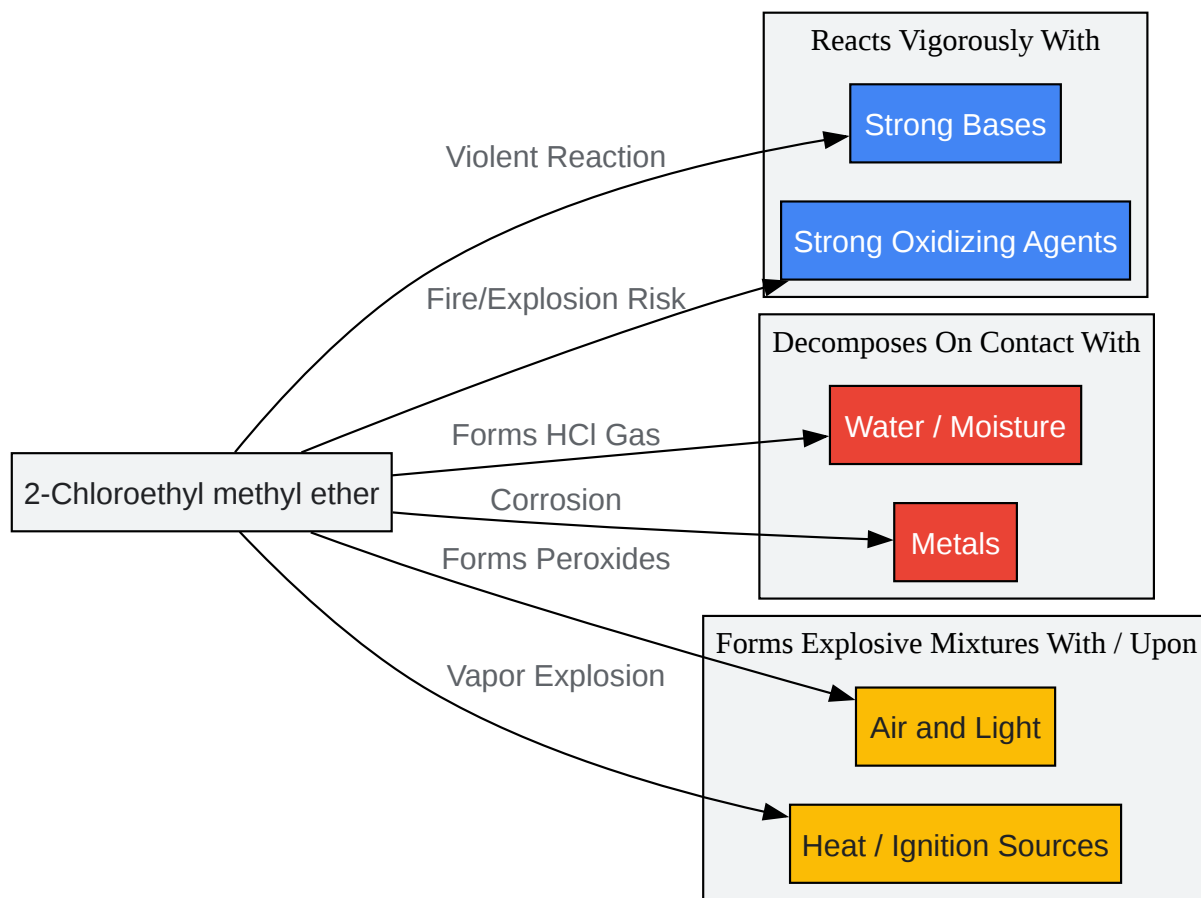 Reacts Vigorously With
Strong Bases
Violent Reaction
Strong Oxidizing Agents
Fire/Explosion Risk
Decomposes On Contact With
Water / Moisture
Forms HCl Gas
2-Chloroethyl methyl ether
Corrosion
Metals
Forms Peroxides
Forms Explosive Mixtures With / Upon
Vapor Explosion
Air and Light
Heat / Ignition Sources